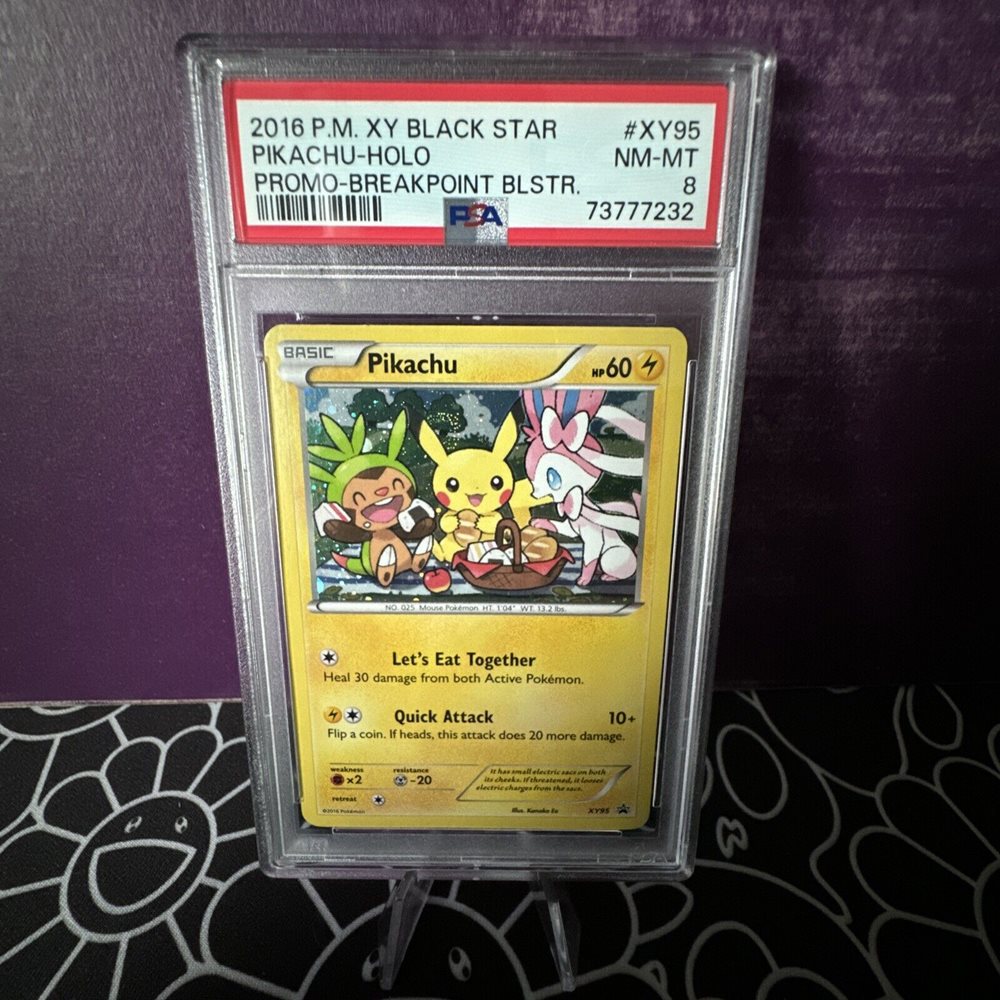 2016 P.M. XY BLACK STAR #XY95
PIKACHU-HOLO NM-MT
PROMO-BREAKPOINT BLSTR. 8
PSA 73777232
BASIC Pikachu HP60
NO. 025 Mouse Pokémon HT: 1'04" WT: 13.2 lbs.
Let's Eat Together
Heal 30 damage from both Active Pokémon.
Quick Attack 10+
Flip a coin. If heads, this attack does 20 more damage.
weakness resistance
×2 -20
retreat
It has small electric sacs on both
its cheeks. If threatened, it looses
electric charges from the sacs.
©2016 Pokémon Illus. Kanako Eo XY95